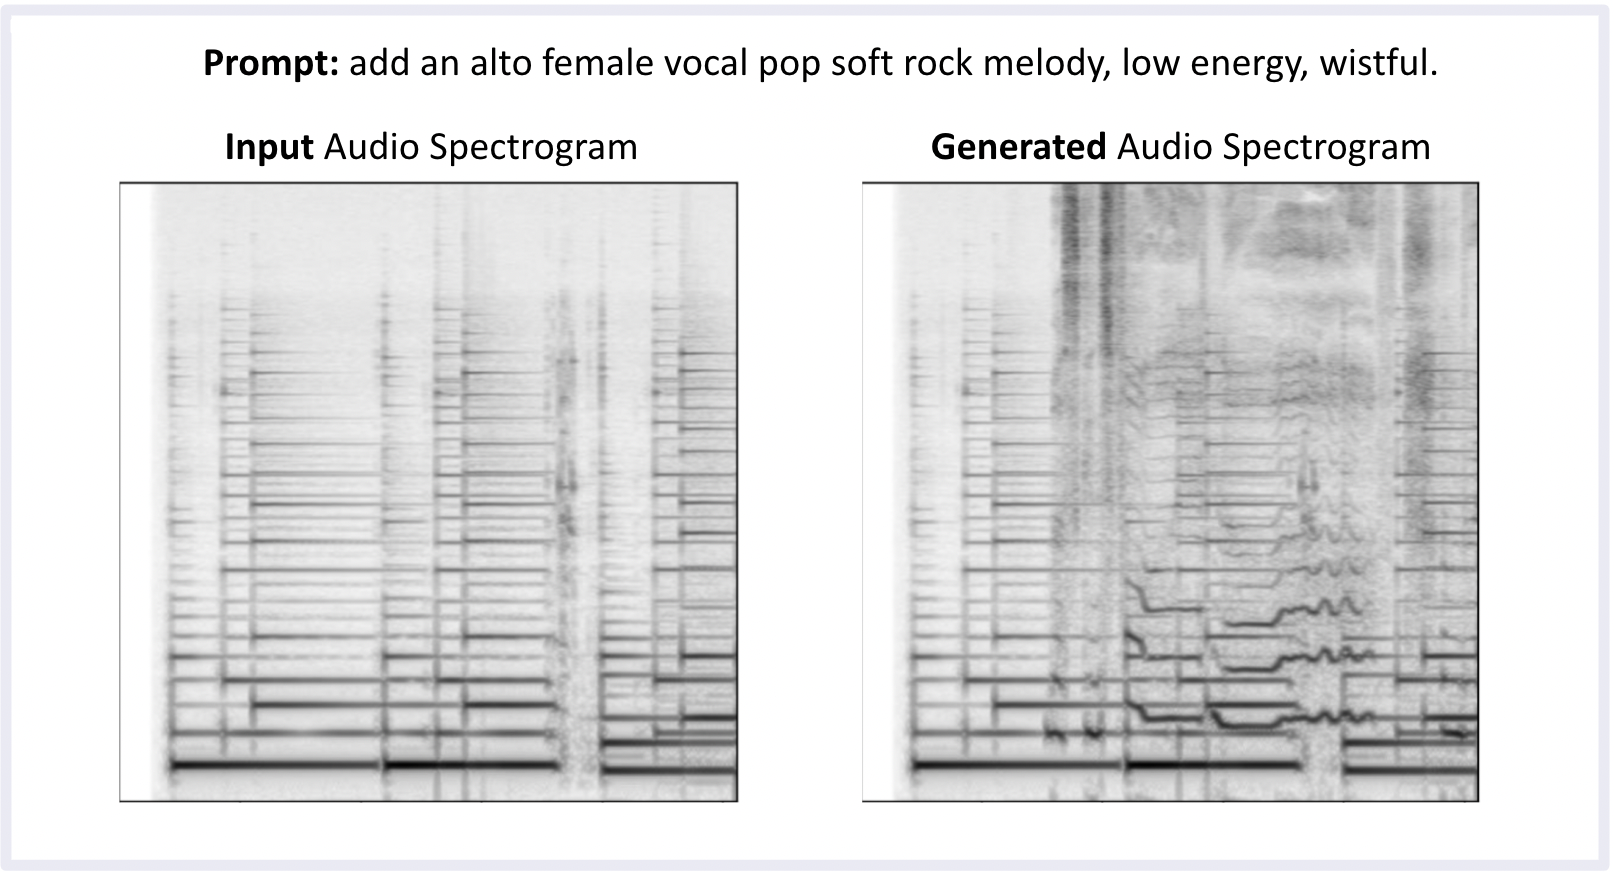 Prompt: add an alto female vocal pop soft rock melody, low energy, wistful.
Input Audio Spectrogram
Generated Audio Spectrogram